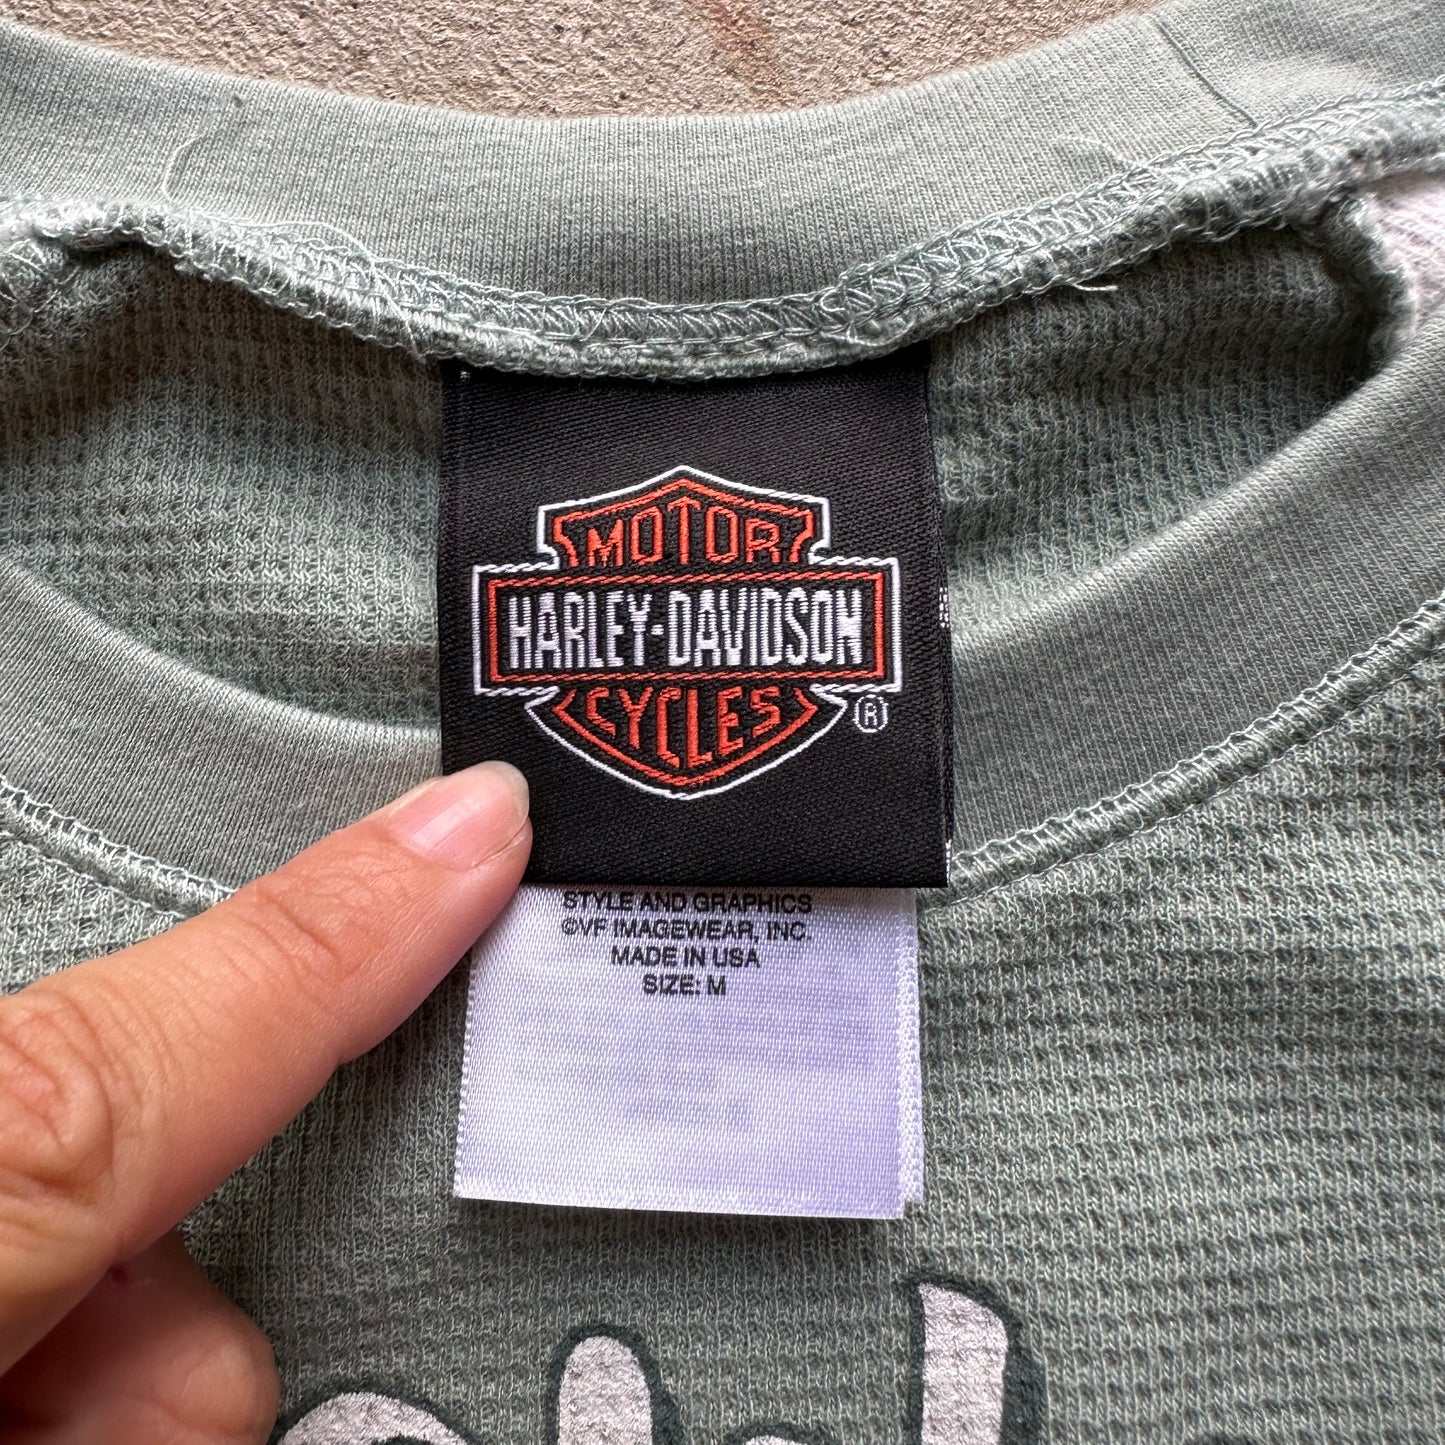 MOTOR
HARLEY-DAVIDSON
CYCLES
®
STYLE AND GRAPHICS
©VF IMAGEWEAR, INC.
MADE IN USA
SIZE: M